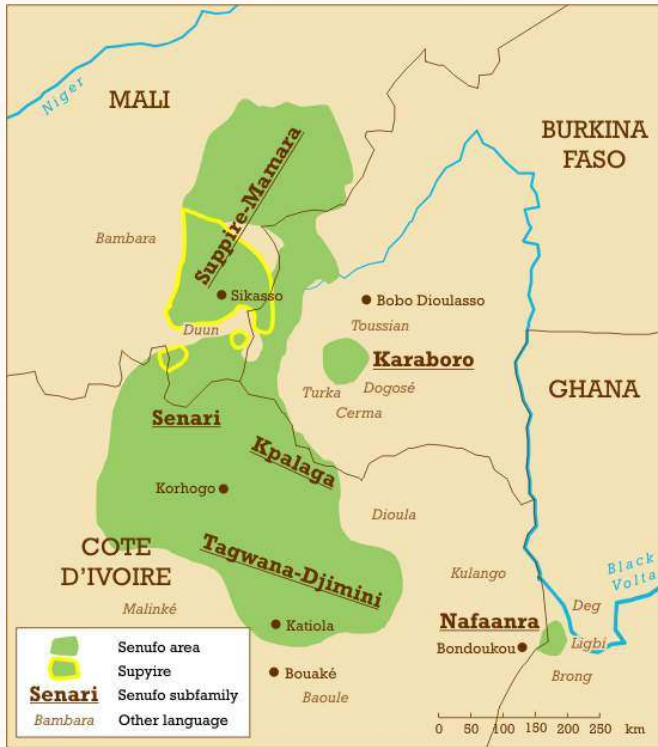 MALI
Niger
BURKINA
FASO
Suppire-Mamara
Bambara
Sikasso
Bobo Dioulasso
Duun
Toussian
Karaboro
Turka
Dogosé
Cerma
GHANA
Senari
Kpalaga
Korhogo
Dioula
COTE
D'IVOIRE
Tagwana-Djimini
Kulango
Black
Volta
Malinké
Deg
Katiola
Nafaanra
Ligbi
Bondoukou
Bouaké
Brong
Baoule
Senufo area
Supyire
Senari Senufo subfamily
Bambara Other language
0 50 100 150 200 250 km